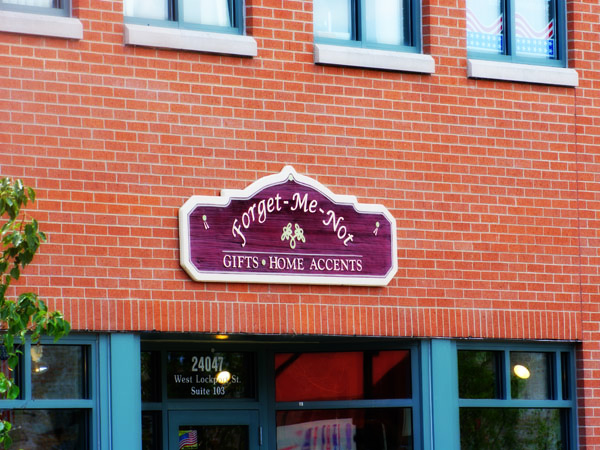 Forget-Me-Not
GIFTS • HOME ACCENTS
24047
West Lockport St.
Suite 103